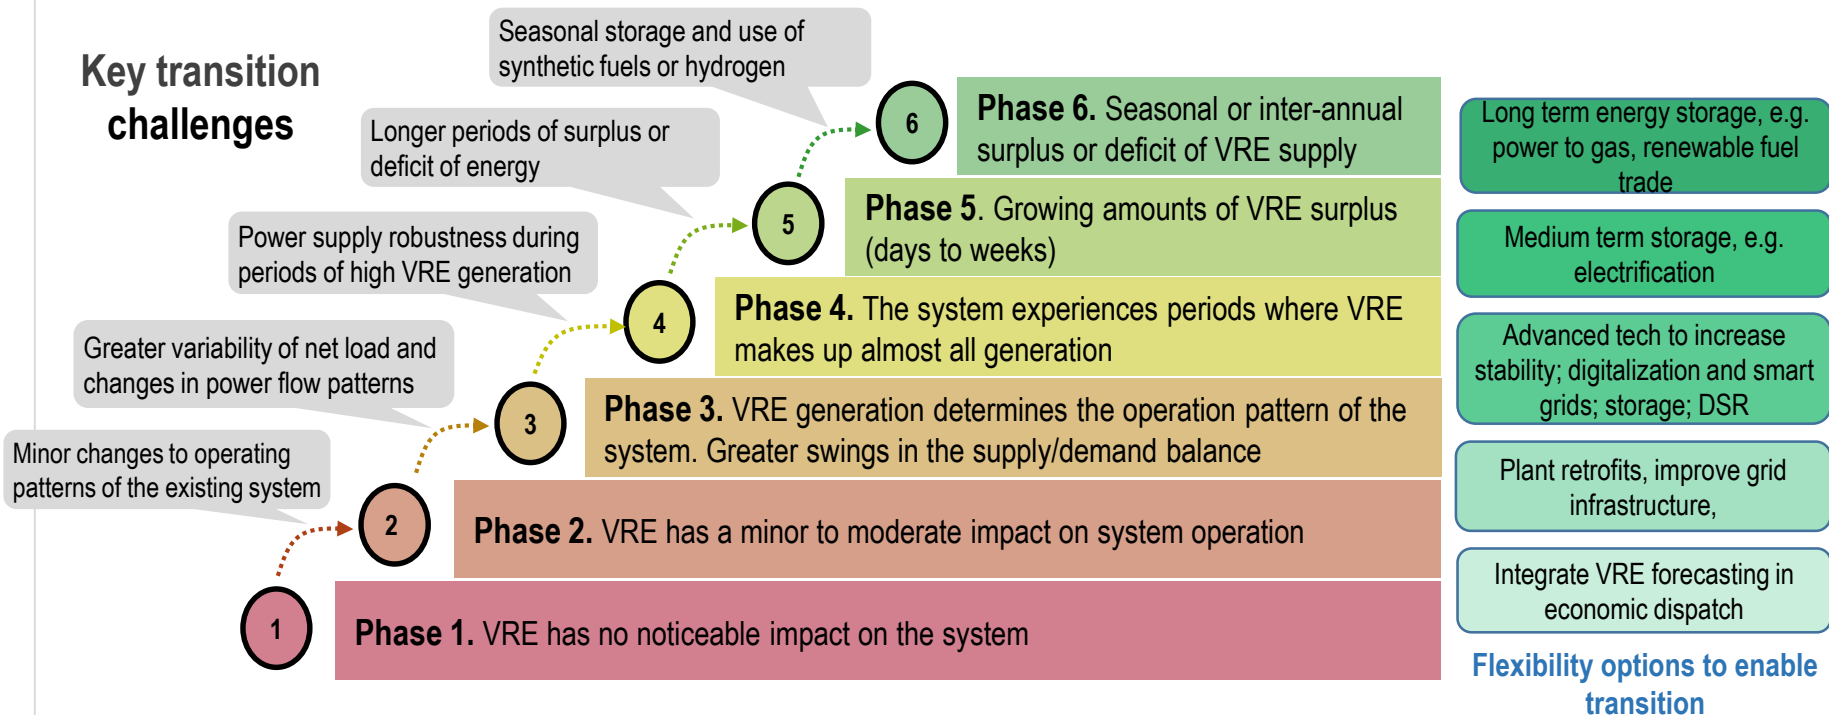 Key transition
challenges
Seasonal storage and use of
synthetic fuels or hydrogen
Longer periods of surplus or
deficit of energy
Power supply robustness during
periods of high VRE generation
Greater variability of net load and
changes in power flow patterns
Minor changes to operating
patterns of the existing system
6
Phase 6. Seasonal or inter-annual
surplus or deficit of VRE supply
5
Phase 5. Growing amounts of VRE surplus
(days to weeks)
4
Phase 4. The system experiences periods where VRE
makes up almost all generation
3
Phase 3. VRE generation determines the operation pattern of the
system. Greater swings in the supply/demand balance
2
Phase 2. VRE has a minor to moderate impact on system operation
1
Phase 1. VRE has no noticeable impact on the system
Long term energy storage, e.g.
power to gas, renewable fuel
trade
Medium term storage, e.g.
electrification
Advanced tech to increase
stability; digitalization and smart
grids; storage; DSR
Plant retrofits, improve grid
infrastructure,
Integrate VRE forecasting in
economic dispatch
Flexibility options to enable
transition